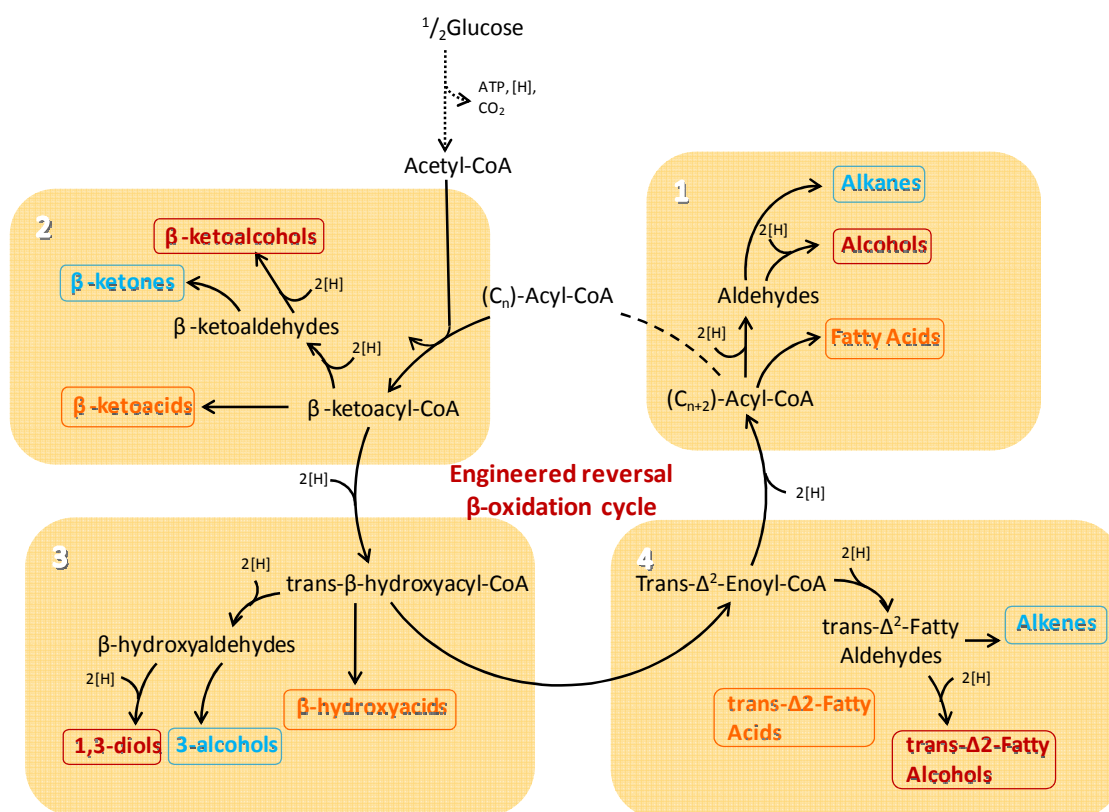 ¹/₂Glucose
ATP, [H],
CO₂
Acetyl-CoA
2
β-ketoalcohols
β-ketones
2[H]
β-ketoaldehydes
2[H]
β-ketoacids
β-ketoacyl-CoA
(Cₙ)-Acyl-CoA
1
Alkanes
2[H]
Alcohols
Aldehydes
2[H]
Fatty Acids
(Cₙ₊₂)-Acyl-CoA
2[H]
Engineered reversal
β-oxidation cycle
2[H]
3
2[H]
trans-β-hydroxyacyl-CoA
β-hydroxyaldehydes
2[H]
β-hydroxyacids
1,3-diols
3-alcohols
4
2[H]
Trans-Δ²-Enoyl-CoA
trans-Δ²-Fatty
Aldehydes
Alkenes
2[H]
trans-Δ2-Fatty
Acids
trans-Δ2-Fatty
Alcohols